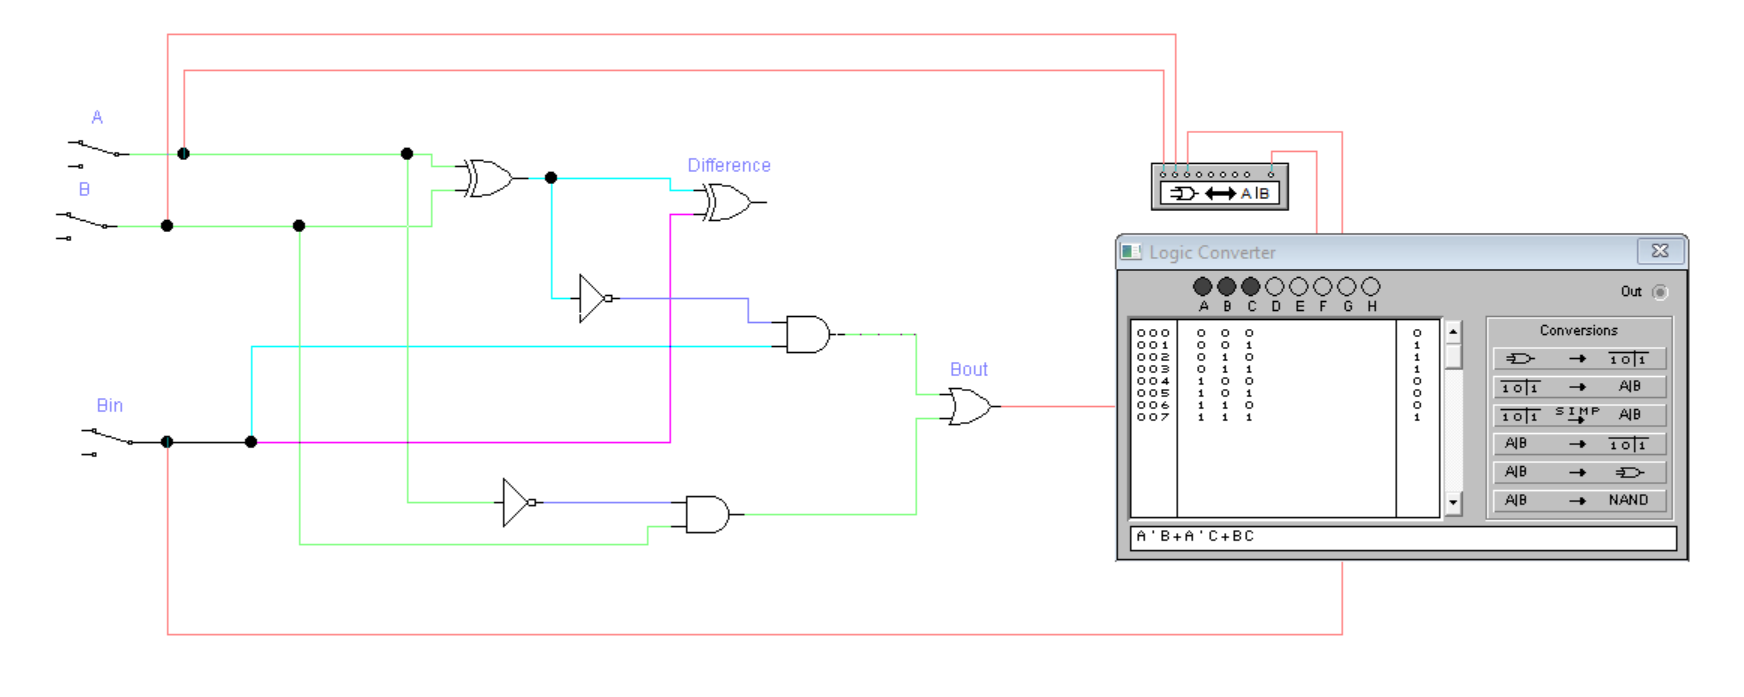 A
B
Difference
Bin
Bout
A|B
Logic Converter
A B C D E F G H
Out
000 0 0 0 0
001 0 0 1 1
002 0 1 0 1
003 0 1 1 1
004 1 0 0 0
005 1 0 1 0
006 1 1 0 0
007 1 1 1 1
Conversions
→ 10|1
10|1 → A|B
10|1 SIMP → A|B
A|B → 10|1
A|B →
A|B → NAND
A'B+A'C+BC